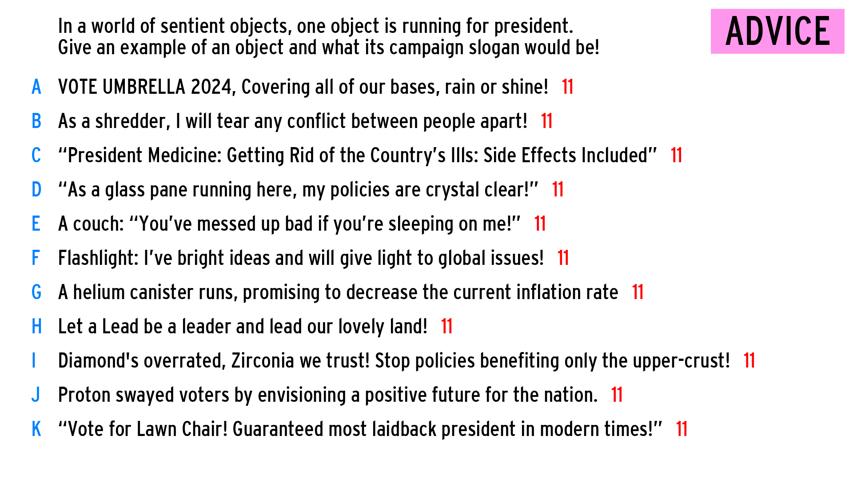 In a world of sentient objects, one object is running for president.
Give an example of an object and what its campaign slogan would be!
ADVICE
A VOTE UMBRELLA 2024, Covering all of our bases, rain or shine! 11
B As a shredder, I will tear any conflict between people apart! 11
C “President Medicine: Getting Rid of the Country’s Ills: Side Effects Included” 11
D “As a glass pane running here, my policies are crystal clear!” 11
E A couch: “You’ve messed up bad if you’re sleeping on me!” 11
F Flashlight: I’ve bright ideas and will give light to global issues! 11
G A helium canister runs, promising to decrease the current inflation rate 11
H Let a Lead be a leader and lead our lovely land! 11
I Diamond's overrated, Zirconia we trust! Stop policies benefiting only the upper-crust! 11
J Proton swayed voters by envisioning a positive future for the nation. 11
K “Vote for Lawn Chair! Guaranteed most laidback president in modern times!” 11